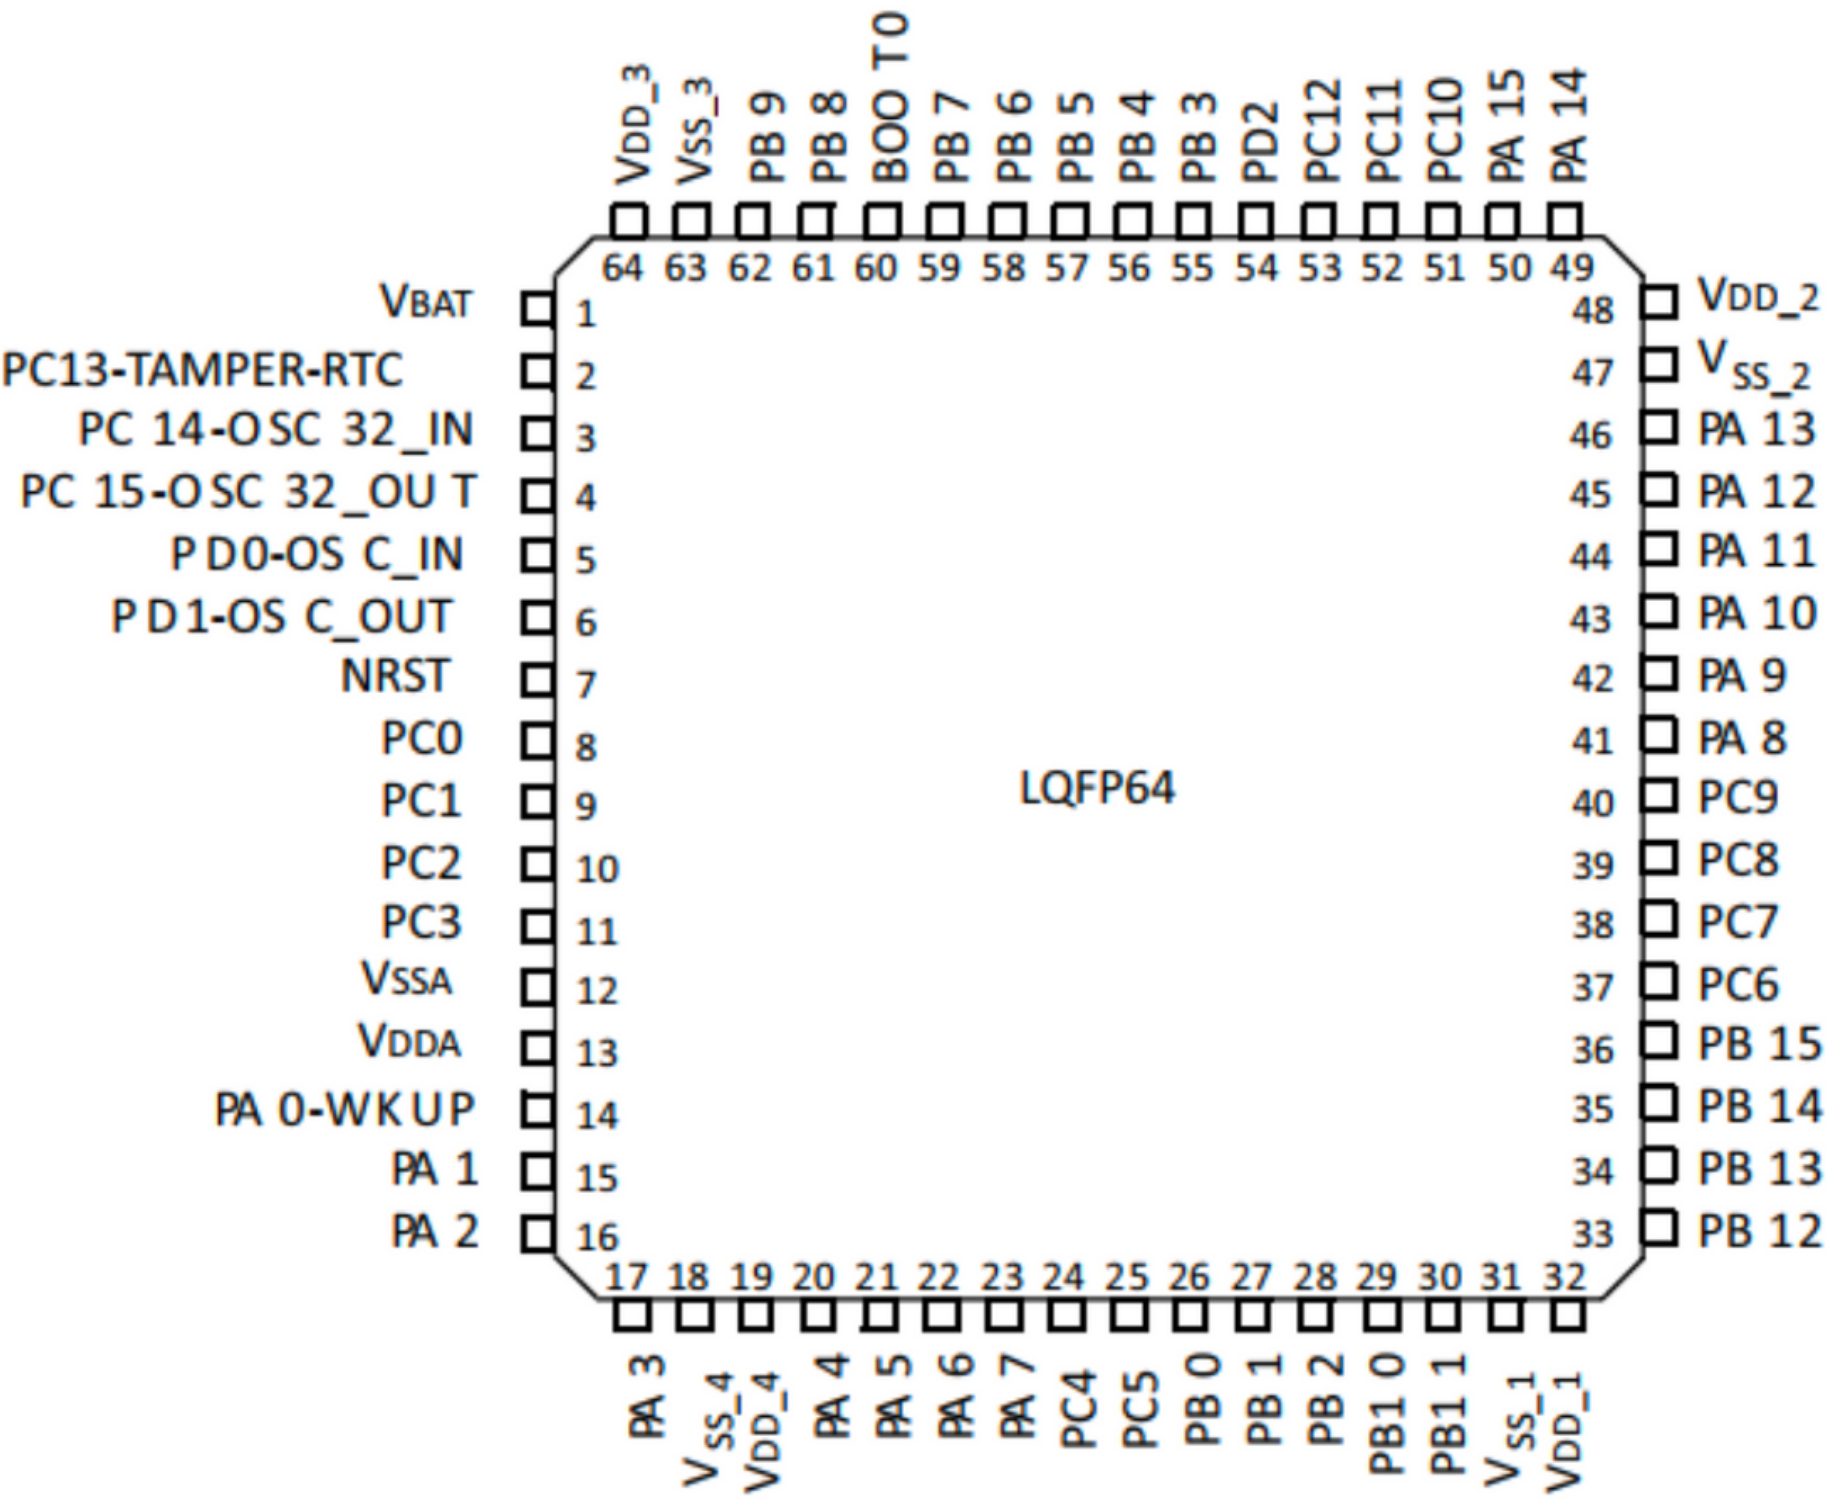 VDD_3 VSS_3 PB 9 PB 8 BOO T0 PB 7 PB 6 PB 5 PB 4 PB 3 PD2 PC12 PC11 PC10 PA 15 PA 14
64 63 62 61 60 59 58 57 56 55 54 53 52 51 50 49
VBAT 1 48 VDD_2
PC13-TAMPER-RTC 2 47 VSS_2
PC 14-OSC 32_IN 3 46 PA 13
PC 15-OSC 32_OU T 4 45 PA 12
P D0-OS C_IN 5 44 PA 11
P D1-OS C_OUT 6 43 PA 10
NRST 7 42 PA 9
PC0 8 41 PA 8
LQFP64
PC1 9 40 PC9
PC2 10 39 PC8
PC3 11 38 PC7
VSSA 12 37 PC6
VDDA 13 36 PB 15
PA 0-WK UP 14 35 PB 14
PA 1 15 34 PB 13
PA 2 16 33 PB 12
17 18 19 20 21 22 23 24 25 26 27 28 29 30 31 32
PA 3 VSS_4 VDD_4 PA 4 PA 5 PA 6 PA 7 PC4 PC5 PB 0 PB 1 PB 2 PB1 0 PB1 1 VSS_1 VDD_1